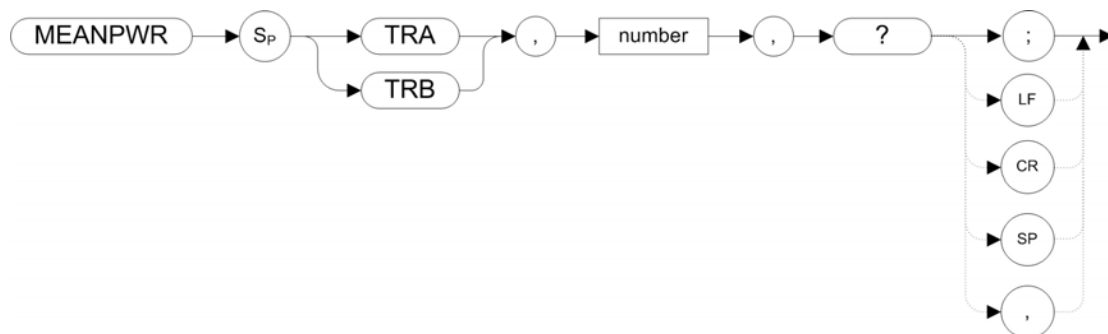 MEANPWR SP TRA , number , ? ;
TRB LF
CR
SP
,